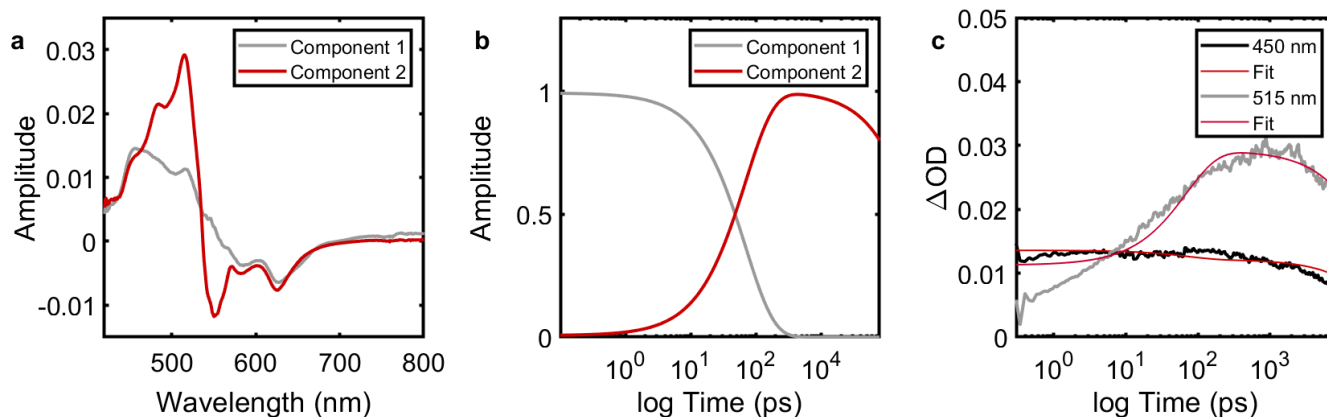 a
0.03
0.02
0.01
0
-0.01
500
600
700
800
Wavelength (nm)
Amplitude
Component 1
Component 2
b
1
0.5
0
10^0
10^1
10^2
10^4
log Time (ps)
Amplitude
Component 1
Component 2
c
0.05
0.04
0.03
0.02
0.01
0
10^0
10^1
10^2
10^3
log Time (ps)
ΔOD
450 nm
Fit
515 nm
Fit